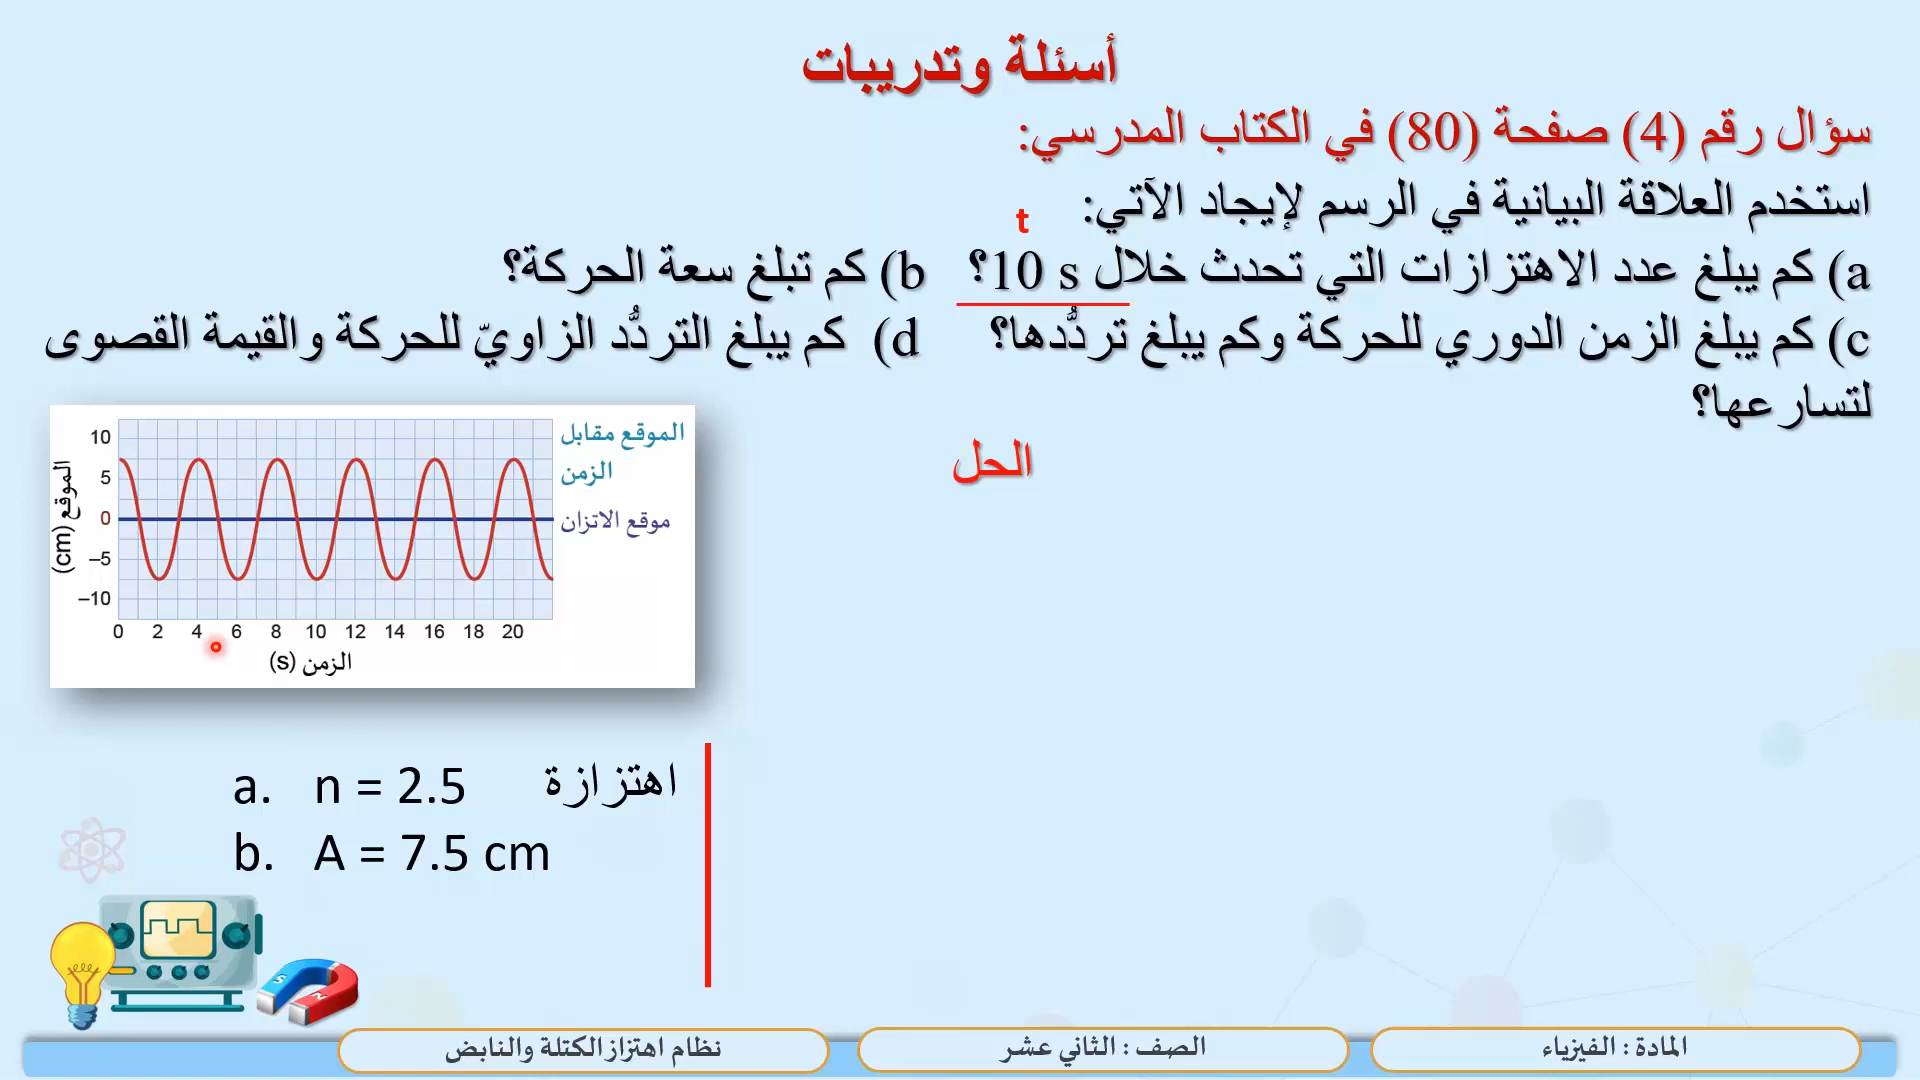 أسئلة وتدريبات
سؤال رقم (4) صفحة (80) في الكتاب المدرسي:
استخدم العلاقة البيانية في الرسم لإيجاد الآتي:
t
a) كم يبلغ عدد الاهتزازات التي تحدث خلال 10 s؟ b) كم تبلغ سعة الحركة؟
c) كم يبلغ الزمن الدوري للحركة وكم يبلغ تردُّدها؟ d) كم يبلغ التردُّد الزاويّ للحركة والقيمة القصوى
لتسارعها؟
الحل
الموقع مقابل
الزمن
موقع الاتزان
الموقع (cm)
10
5
0
–5
–10
0 2 4 6 8 10 12 14 16 18 20
الزمن (s)
a. n = 2.5 اهتزازة
b. A = 7.5 cm
S
N
المادة : الفيزياء
الصف : الثاني عشر
نظام اهتزاز الكتلة والنابض